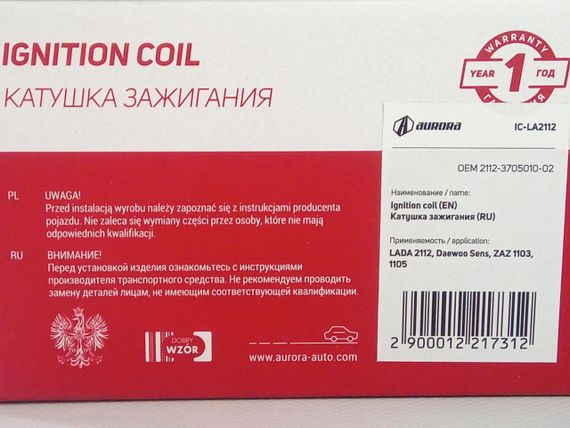 IGNITION COIL
КАТУШКА ЗАЖИГАНИЯ
WARRANTY
YEAR 1 ГОД
AURORA IC-LA2112
OEM 2112-3705010-02
Наименование / name:
Ignition coil (EN)
Катушка зажигания (RU)
Применяемость / application:
LADA 2112, Daewoo Sens, ZAZ 1103,
1105
2 900012 217312
PL UWAGA!
Przed instalacją wyrobu należy zapoznać się z instrukcjami producenta
pojazdu. Nie zaleca się wymiany części przez osoby, które nie mają
odpowiednich kwalifikacji.
RU ВНИМАНИЕ!
Перед установкой изделия ознакомьтесь с инструкциями
производителя транспортного средства. Не рекомендуем проводить
замену деталей лицам, не имеющим соответствующей квалификации.
DOBRY
WZÓR
www.aurora-auto.com